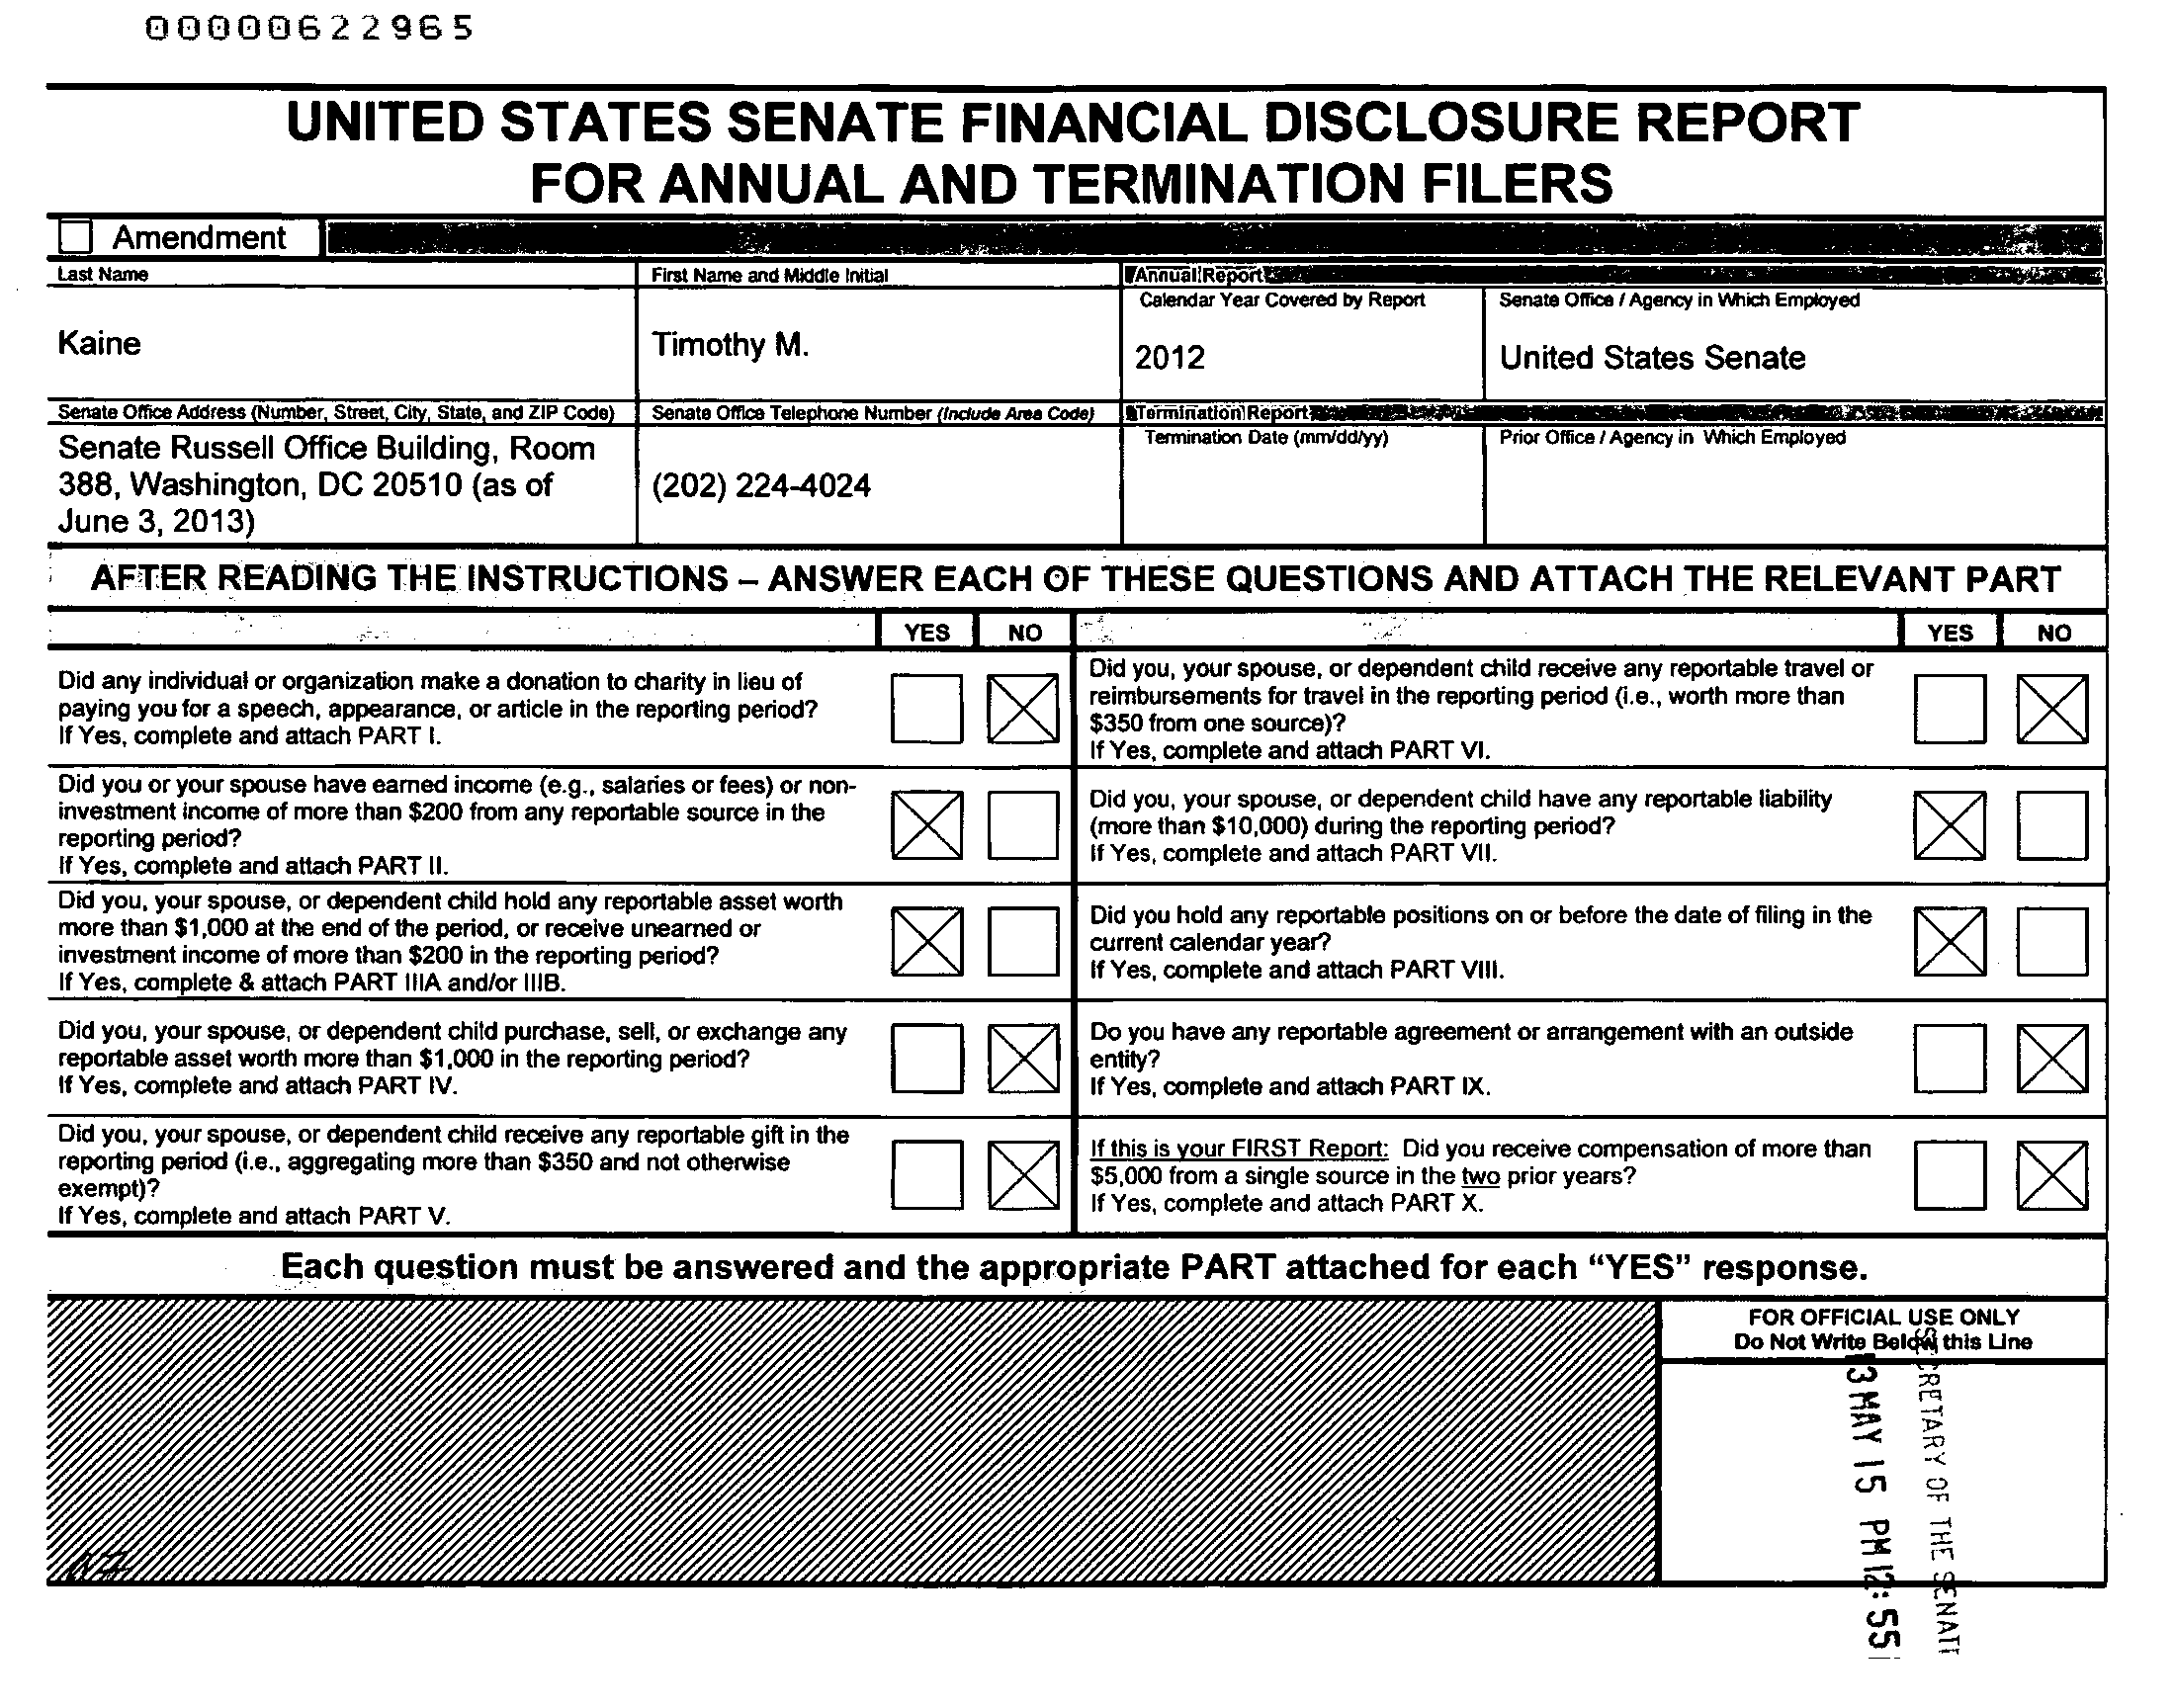 00000622965
UNITED STATES SENATE FINANCIAL DISCLOSURE REPORT
FOR ANNUAL AND TERMINATION FILERS
Amendment
Last Name
First Name and Middle Initial
Annual Report
Calendar Year Covered by Report
Senate Office / Agency in Which Employed
Kaine
Timothy M.
2012
United States Senate
Senate Office Address (Number, Street, City, State, and ZIP Code)
Senate Office Telephone Number (Include Area Code)
Termination Report
Termination Date (mm/dd/yy)
Prior Office / Agency in Which Employed
Senate Russell Office Building, Room
388, Washington, DC 20510 (as of
June 3, 2013)
(202) 224-4024
AFTER READING THE INSTRUCTIONS – ANSWER EACH OF THESE QUESTIONS AND ATTACH THE RELEVANT PART
YES NO
YES NO
Did any individual or organization make a donation to charity in lieu of
paying you for a speech, appearance, or article in the reporting period?
If Yes, complete and attach PART I.
Did you, your spouse, or dependent child receive any reportable travel or
reimbursements for travel in the reporting period (i.e., worth more than
$350 from one source)?
If Yes, complete and attach PART VI.
Did you or your spouse have earned income (e.g., salaries or fees) or non-
investment income of more than $200 from any reportable source in the
reporting period?
If Yes, complete and attach PART II.
Did you, your spouse, or dependent child have any reportable liability
(more than $10,000) during the reporting period?
If Yes, complete and attach PART VII.
Did you, your spouse, or dependent child hold any reportable asset worth
more than $1,000 at the end of the period, or receive unearned or
investment income of more than $200 in the reporting period?
If Yes, complete & attach PART IIIA and/or IIIB.
Did you hold any reportable positions on or before the date of filing in the
current calendar year?
If Yes, complete and attach PART VIII.
Did you, your spouse, or dependent child purchase, sell, or exchange any
reportable asset worth more than $1,000 in the reporting period?
If Yes, complete and attach PART IV.
Do you have any reportable agreement or arrangement with an outside
entity?
If Yes, complete and attach PART IX.
Did you, your spouse, or dependent child receive any reportable gift in the
reporting period (i.e., aggregating more than $350 and not otherwise
exempt)?
If Yes, complete and attach PART V.
If this is your FIRST Report: Did you receive compensation of more than
$5,000 from a single source in the two prior years?
If Yes, complete and attach PART X.
Each question must be answered and the appropriate PART attached for each “YES” response.
FOR OFFICIAL USE ONLY
Do Not Write Below this Line
SECRETARY OF THE SENATE
13 MAY 15 PM 12:55